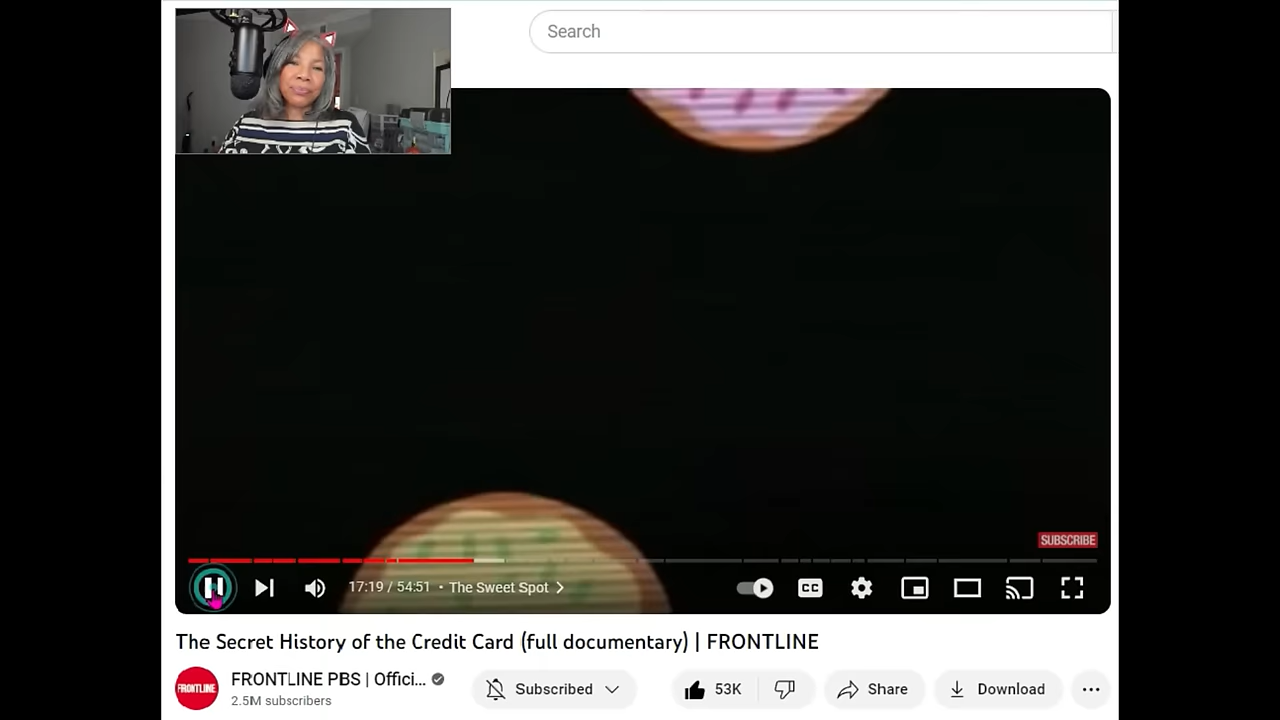 Search
SUBSCRIBE
17:19 / 54:51 • The Sweet Spot
CC
The Secret History of the Credit Card (full documentary) | FRONTLINE
FRONTLINE
FRONTLINE PBS | Offici...
2.5M subscribers
Subscribed
53K
Share
Download